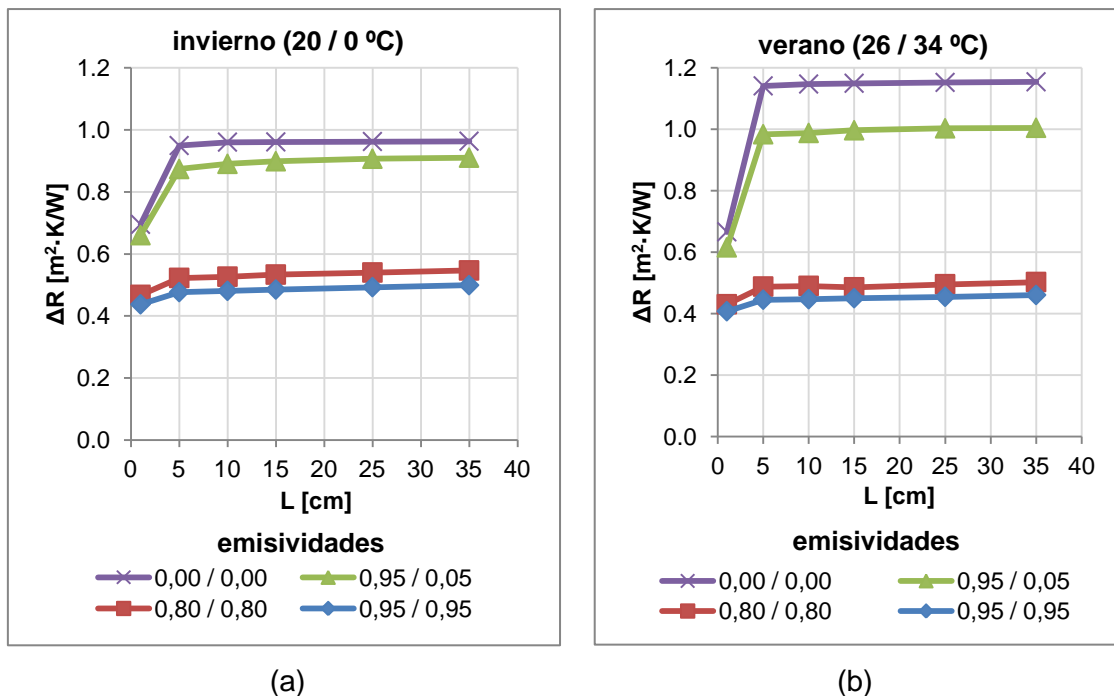 invierno (20 / 0 ºC)
1.2
1.0
0.8
0.6
0.4
0.2
0.0
ΔR [m²·K/W]
0 5 10 15 20 25 30 35 40
L [cm]
emisividades
0,00 / 0,00 0,95 / 0,05
0,80 / 0,80 0,95 / 0,95
(a)
verano (26 / 34 ºC)
1.2
1.0
0.8
0.6
0.4
0.2
0.0
ΔR [m²·K/W]
0 5 10 15 20 25 30 35 40
L [cm]
emisividades
0,00 / 0,00 0,95 / 0,05
0,80 / 0,80 0,95 / 0,95
(b)